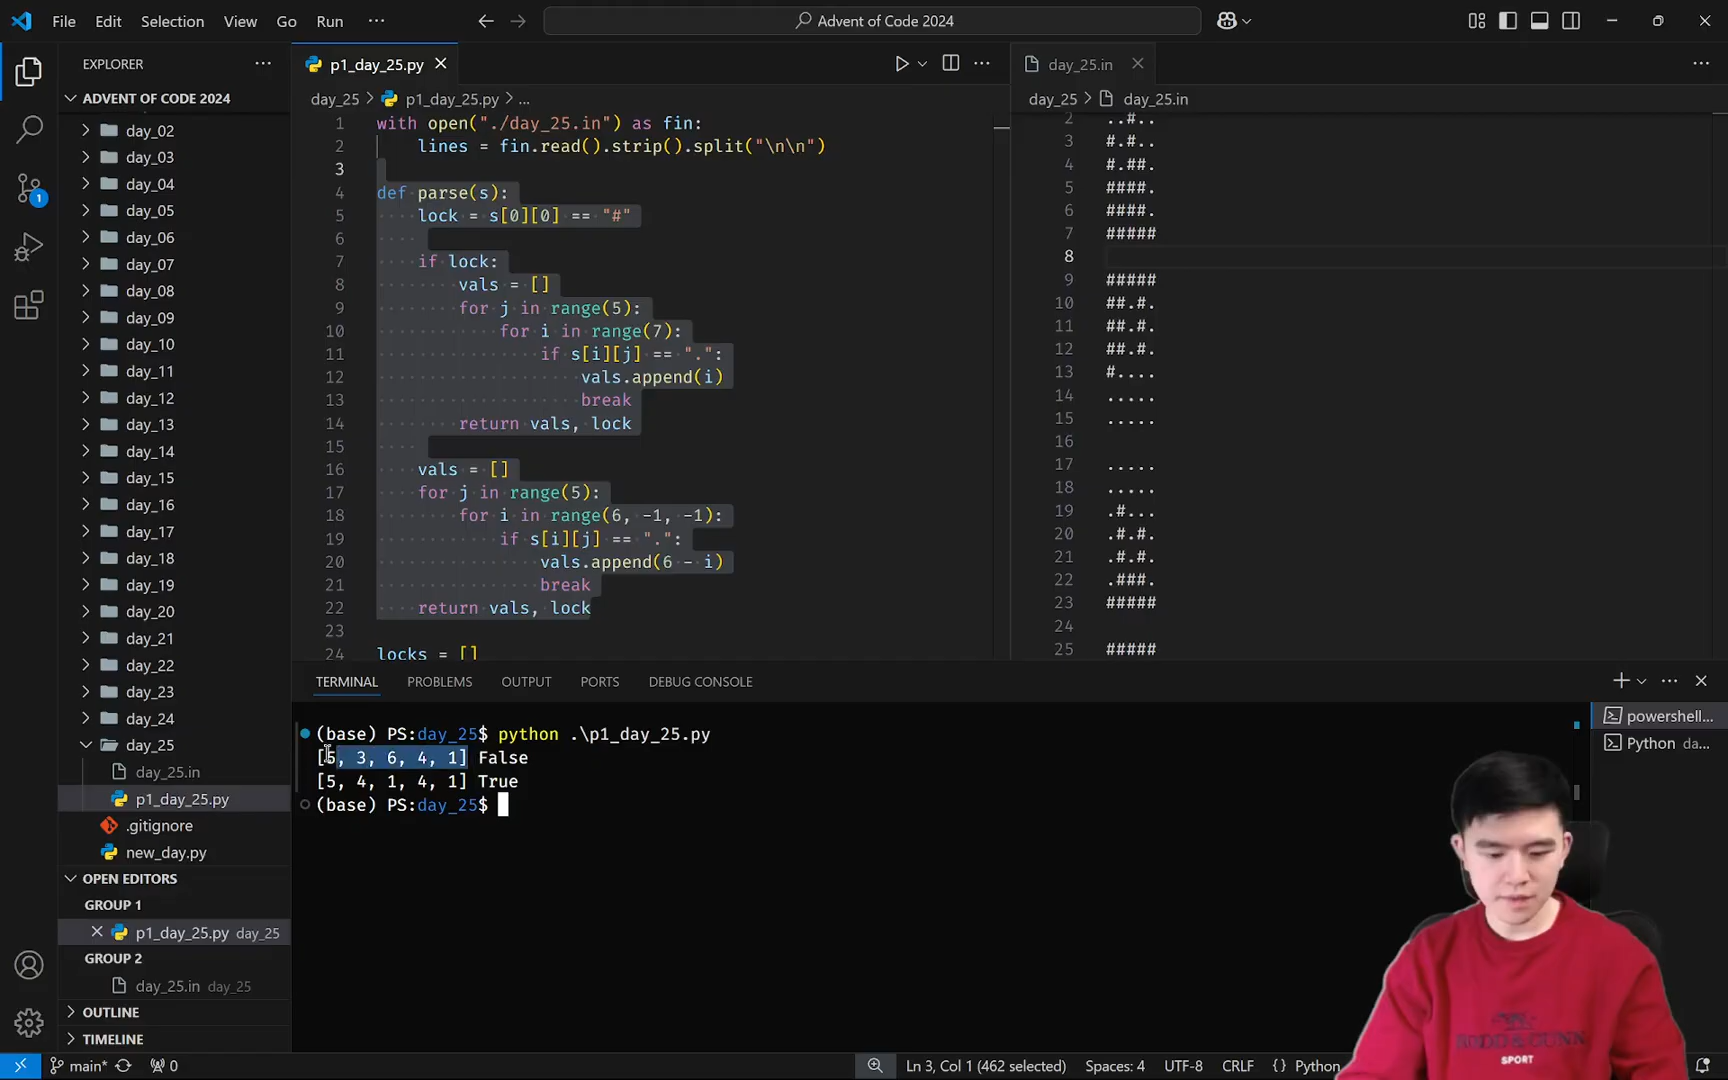 File Edit Selection View Go Run ··· Advent of Code 2024
EXPLORER ···
ADVENT OF CODE 2024
day_02
day_03
day_04
day_05
day_06
day_07
day_08
day_09
day_10
day_11
day_12
day_13
day_14
day_15
day_16
day_17
day_18
day_19
day_20
day_21
day_22
day_23
day_24
day_25
day_25.in
p1_day_25.py
.gitignore
new_day.py
OPEN EDITORS
GROUP 1
p1_day_25.py day_25
GROUP 2
day_25.in day_25
OUTLINE
TIMELINE
1
p1_day_25.py
day_25 > p1_day_25.py > ...
1 with open("./day_25.in") as fin:
2     lines = fin.read().strip().split("\n\n")
3
4 def parse(s):
5     lock = s[0][0] == "#"
6
7     if lock:
8         vals = []
9         for j in range(5):
10             for i in range(7):
11                 if s[i][j] == ".":
12                     vals.append(i)
13                     break
14         return vals, lock
15
16     vals = []
17     for j in range(5):
18         for i in range(6, -1, -1):
19             if s[i][j] == ".":
20                 vals.append(6 - i)
21                 break
22     return vals, lock
23
24 locks = []
day_25.in
day_25 > day_25.in
2 ..#..
3 #.#..
4 #.##.
5 ####.
6 ####.
7 #####
8
9 #####
10 ##.#.
11 ##.#.
12 ##.#.
13 #....
14 .....
15 .....
16
17 .....
18 .....
19 .#...
20 .#.#.
21 .#.#.
22 .###.
23 #####
24
25 #####
TERMINAL PROBLEMS OUTPUT PORTS DEBUG CONSOLE
(base) PS:day_25$ python .\p1_day_25.py
[5, 3, 6, 4, 1] False
[5, 4, 1, 4, 1] True
(base) PS:day_25$
powershell...
Python da...
SPORT
main* 0 Ln 3, Col 1 (462 selected) Spaces: 4 UTF-8 CRLF {} Python